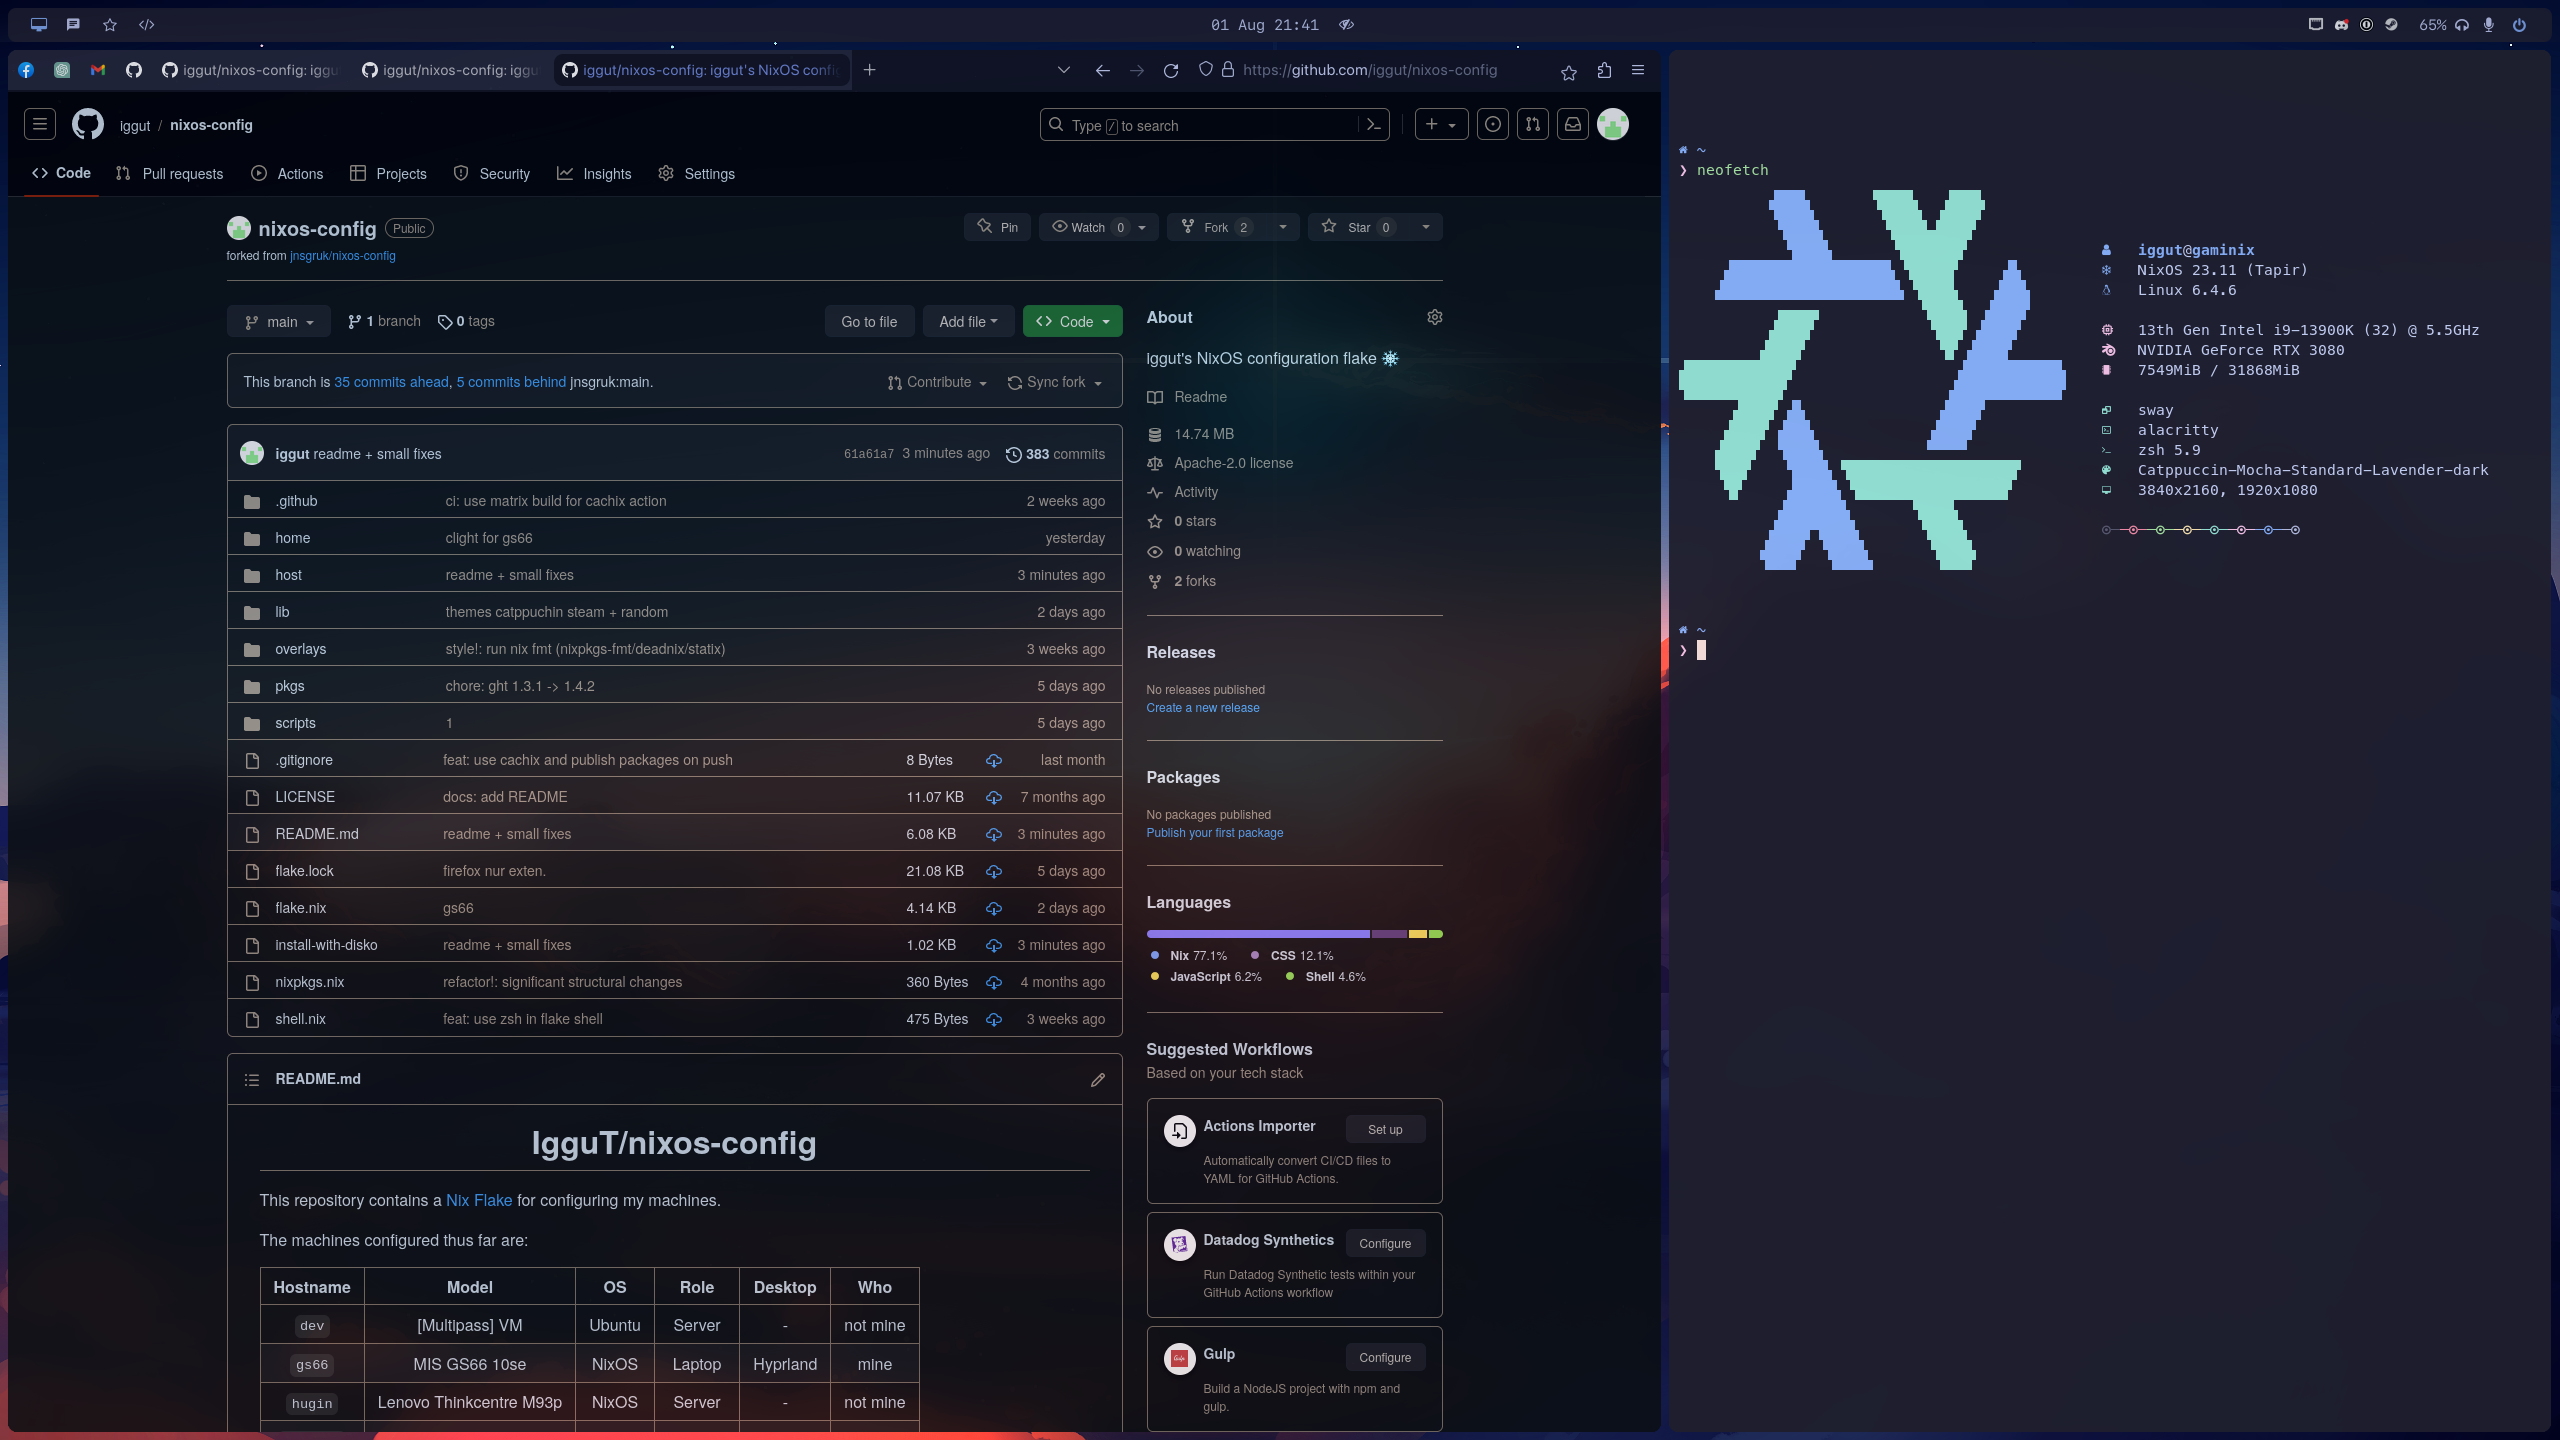 01 Aug 21:41
65%
iggut/nixos-config: iggu
iggut/nixos-config: iggu
iggut/nixos-config: iggut's NixOS confi
https://github.com/iggut/nixos-config
iggut / nixos-config
Type / to search
Code
Pull requests
Actions
Projects
Security
Insights
Settings
nixos-config Public
Pin
Watch 0
Fork 2
Star 0
forked from jnsgruk/nixos-config
main
1 branch
0 tags
Go to file
Add file
Code
This branch is 35 commits ahead, 5 commits behind jnsgruk:main.
Contribute
Sync fork
iggut readme + small fixes 61a61a7 3 minutes ago 383 commits
.github ci: use matrix build for cachix action 2 weeks ago
home clight for gs66 yesterday
host readme + small fixes 3 minutes ago
lib themes catppuchin steam + random 2 days ago
overlays style!: run nix fmt (nixpkgs-fmt/deadnix/statix) 3 weeks ago
pkgs chore: ght 1.3.1 -> 1.4.2 5 days ago
scripts 1 5 days ago
.gitignore feat: use cachix and publish packages on push 8 Bytes last month
LICENSE docs: add README 11.07 KB 7 months ago
README.md readme + small fixes 6.08 KB 3 minutes ago
flake.lock firefox nur exten. 21.08 KB 5 days ago
flake.nix gs66 4.14 KB 2 days ago
install-with-disko readme + small fixes 1.02 KB 3 minutes ago
nixpkgs.nix refactor!: significant structural changes 360 Bytes 4 months ago
shell.nix feat: use zsh in flake shell 475 Bytes 3 weeks ago
README.md
IgguT/nixos-config
This repository contains a Nix Flake for configuring my machines.
The machines configured thus far are:
Hostname Model OS Role Desktop Who
dev [Multipass] VM Ubuntu Server - not mine
gs66 MIS GS66 10se NixOS Laptop Hyprland mine
hugin Lenovo Thinkcentre M93p NixOS Server - not mine
About
Iggut's NixOS configuration flake ❄
Readme
14.74 MB
Apache-2.0 license
Activity
0 stars
0 watching
2 forks
Releases
No releases published
Create a new release
Packages
No packages published
Publish your first package
Languages
Nix 77.1% CSS 12.1%
JavaScript 6.2% Shell 4.6%
Suggested Workflows
Based on your tech stack
Actions Importer
Set up
Automatically convert CI/CD files to
YAML for GitHub Actions.
Datadog Synthetics
Configure
Run Datadog Synthetic tests within your
GitHub Actions workflow
Gulp
Configure
Build a NodeJS project with npm and
gulp.
~
❯ neofetch
iggut@gaminix
NixOS 23.11 (Tapir)
Linux 6.4.6
13th Gen Intel i9-13900K (32) @ 5.5GHz
NVIDIA GeForce RTX 3080
7549MiB / 31868MiB
sway
alacritty
zsh 5.9
Catppuccin-Mocha-Standard-Lavender-dark
3840x2160, 1920x1080
~
❯